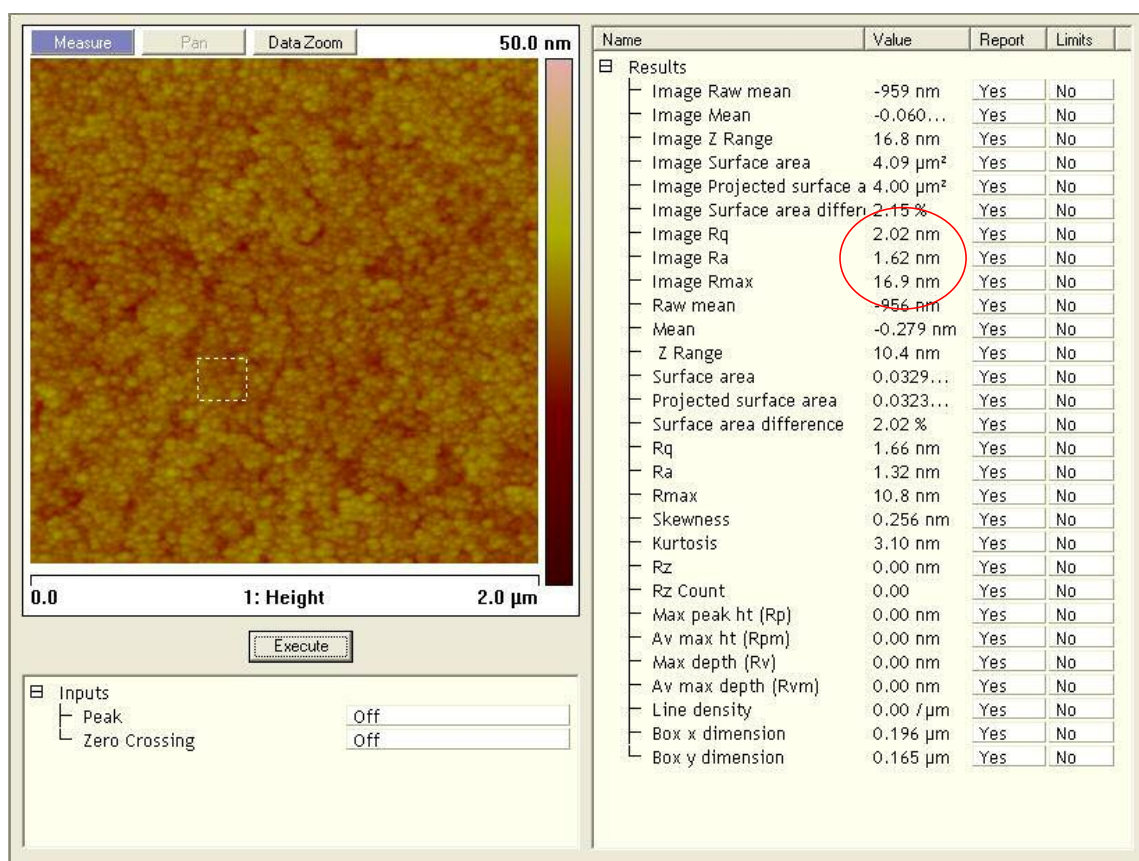 Measure Pan Data Zoom 50.0 nm
0.0 1: Height 2.0 µm
Execute
Inputs
Peak Off
Zero Crossing Off
Name Value Report Limits
Results
Image Raw mean -959 nm Yes No
Image Mean -0.060... Yes No
Image Z Range 16.8 nm Yes No
Image Surface area 4.09 µm² Yes No
Image Projected surface a 4.00 µm² Yes No
Image Surface area differ 2.15 % Yes No
Image Rq 2.02 nm Yes No
Image Ra 1.62 nm Yes No
Image Rmax 16.9 nm Yes No
Raw mean -956 nm Yes No
Mean -0.279 nm Yes No
Z Range 10.4 nm Yes No
Surface area 0.0329... Yes No
Projected surface area 0.0323... Yes No
Surface area difference 2.02 % Yes No
Rq 1.66 nm Yes No
Ra 1.32 nm Yes No
Rmax 10.8 nm Yes No
Skewness 0.256 nm Yes No
Kurtosis 3.10 nm Yes No
Rz 0.00 nm Yes No
Rz Count 0.00 Yes No
Max peak ht (Rp) 0.00 nm Yes No
Av max ht (Rpm) 0.00 nm Yes No
Max depth (Rv) 0.00 nm Yes No
Av max depth (Rvm) 0.00 nm Yes No
Line density 0.00 /µm Yes No
Box x dimension 0.196 µm Yes No
Box y dimension 0.165 µm Yes No